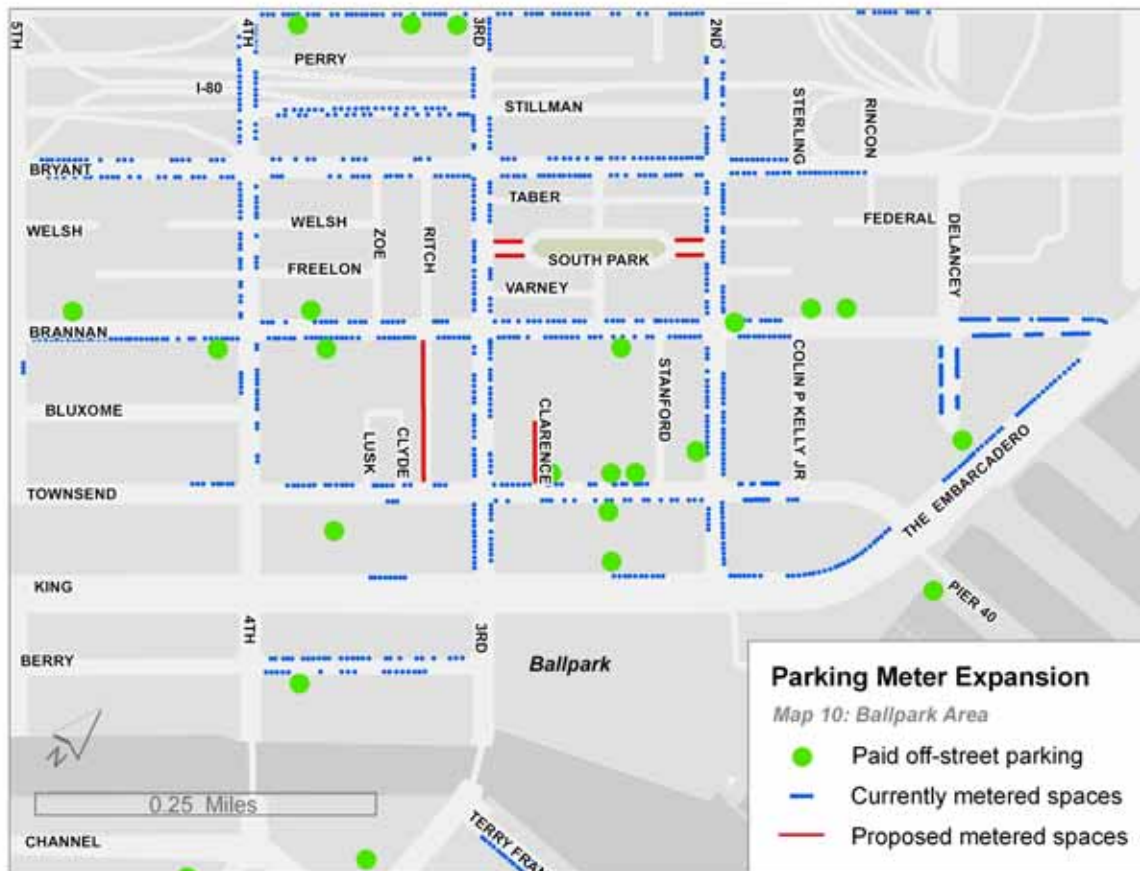 5TH
4TH
3RD
2ND
PERRY
I-80
STILLMAN
STERLING
RINCON
BRYANT
TABER
WELSH
WELSH
ZOE
RITCH
FEDERAL
DELANCEY
FREELON
SOUTH PARK
VARNEY
BRANNAN
BLUXOME
LUSK
CLYDE
CLARENCE
STANFORD
COLIN P KELLY JR
TOWNSEND
THE EMBARCADERO
KING
PIER 40
4TH
3RD
BERRY
Ballpark
N
0.25 Miles
CHANNEL
TERRY FRAN
Parking Meter Expansion
Map 10: Ballpark Area
Paid off-street parking
Currently metered spaces
Proposed metered spaces